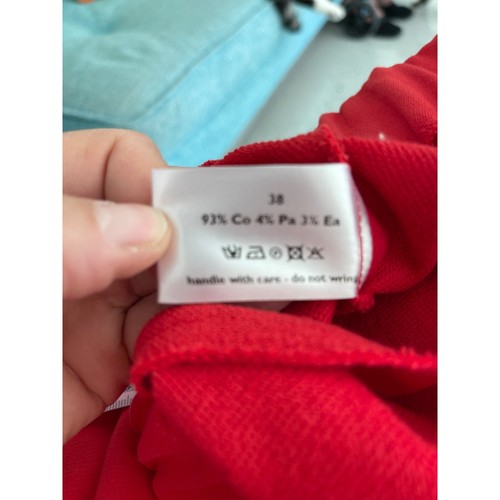 38
93% Co 4% Pa 3% Ea
handle with care - do not wring